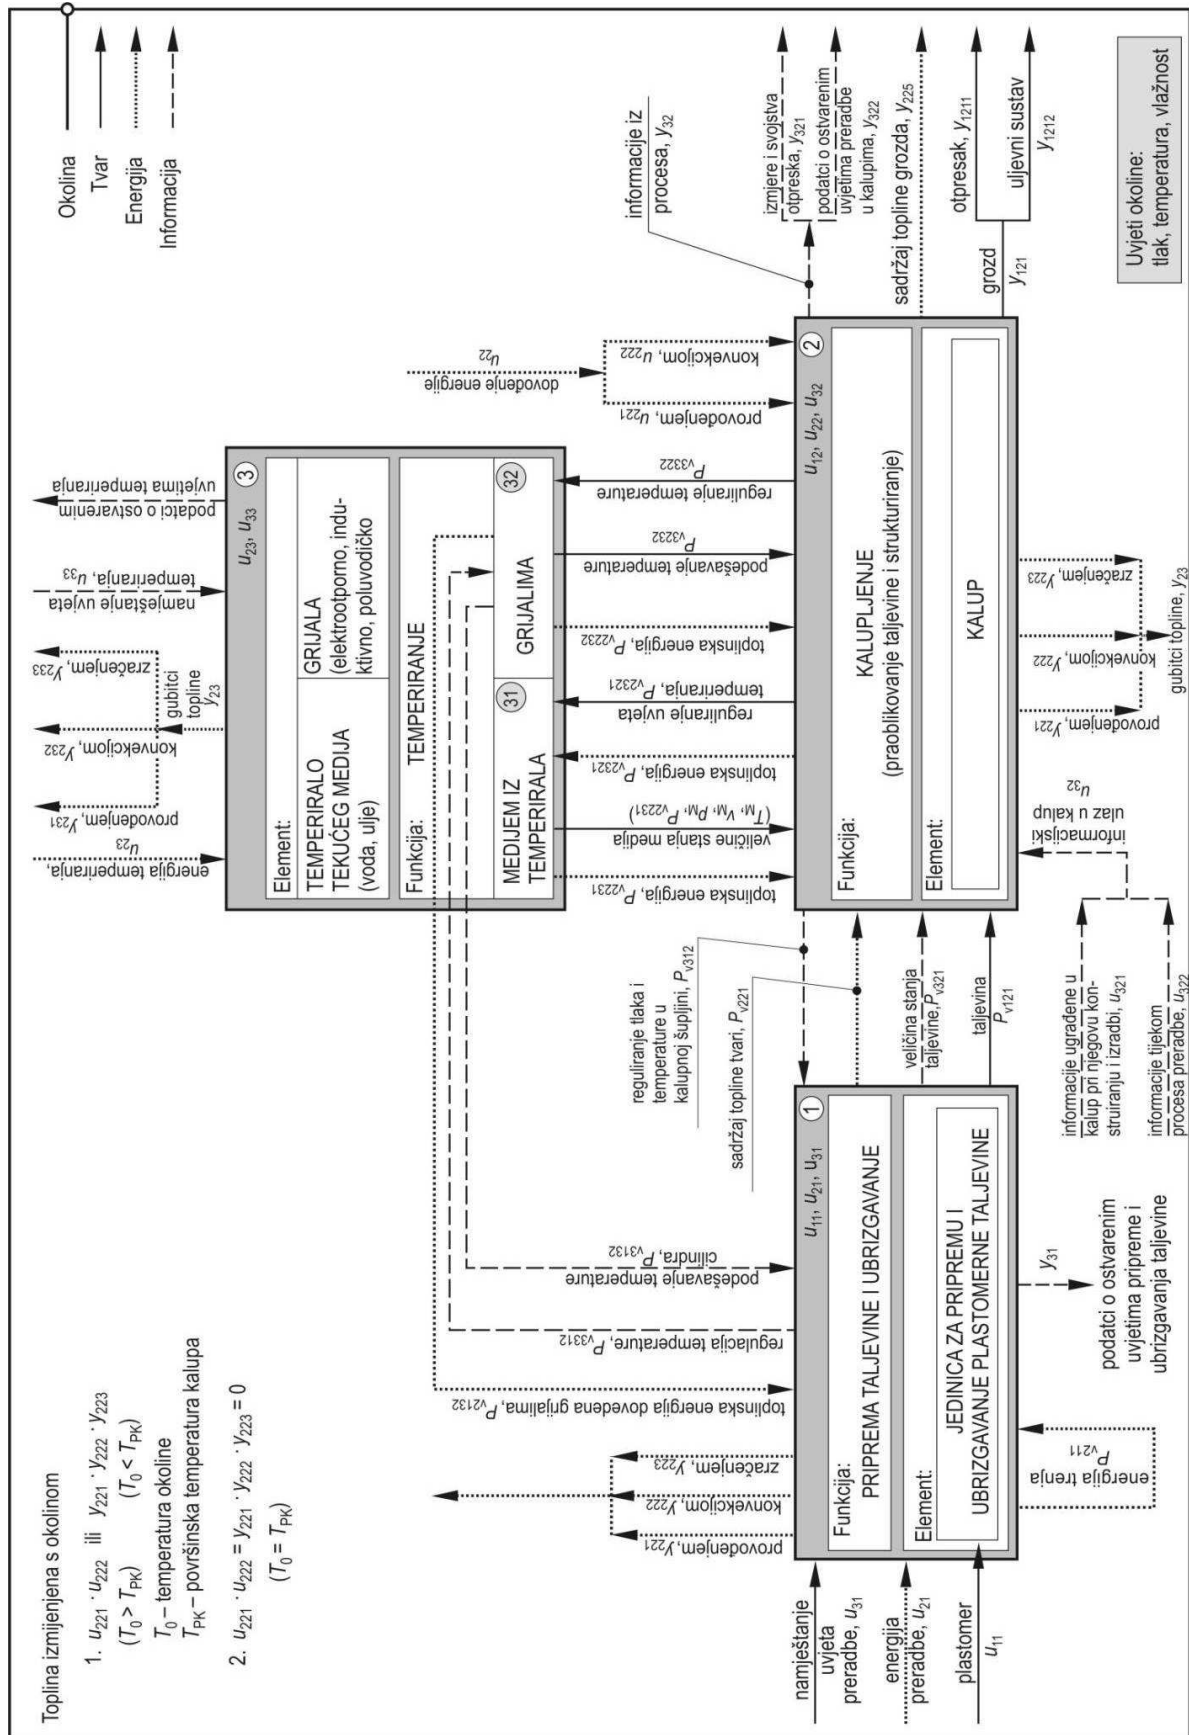 Toplina izmijenjena s okolinom
1. u221 · u222 ili y221 · y222 · y223
(T0 > TPK) (T0 < TPK)
T0 – temperatura okoline
TPK – površinska temperatura kalupa
2. u221 · u222 = y221 · y222 · y223 = 0
(T0 = TPK)
Okolina
Tvar
Energija
Informacija
energija temperiranja,
u23
provođenjem, y231
konvekcijom, y232
zračenjem, y233
gubitci
topline
y23
namještanje uvjeta
temperiranja, u33
podatci o ostvarenim
uvjetima temperiranja
u23, u33
3
Element:
TEMPERIRALO
TEKUĆEG MEDIJA
(voda, ulje)
GRIJALA
(elektrootporno, indu-
ktivno, poluvodičko
Funkcija:
TEMPERIRANJE
MEDIJEM IZ
TEMPERIRALA
31
GRIJALIMA
32
provođenjem, y221
konvekcijom, y222
zračenjem, y223
toplinska energija dovedena grijalima, Pv2132
regulacija temperature, Pv3312
podešavanje temperature
cilindra, Pv3132
reguliranje tlaka i
temperature u
kalupnoj šupljini, Pv312
sadržaj topline tvari, Pv221
toplinska energija, Pv2231
veličine stanja medija
(TM, vM, pM, Pv2231)
toplinska energija, Pv2321
reguliranje uvjeta
temperiranja, Pv2321
toplinska energija, Pv2232
podešavanje temperature
Pv3232
reguliranje temperature
Pv3322
dovođenje energije
u22
provođenjem, u221
konvekcijom, u222
informacije iz
procesa, y32
izmjere i svojstva
otpreska, y321
podatci o ostvarenim
uvjetima preradbe
u kalupima, y322
sadržaj topline grozda, y225
grozd
y121
otpresak, y1211
uljevni sustav
y1212
namještanje
uvjeta
preradbe, u31
energija
preradbe, u21
plastomer
u11
u11, u21, u31
1
Funkcija:
PRIPREMA TALJEVINE I UBRIZGAVANJE
Element:
JEDINICA ZA PRIPREMU I
UBRIZGAVANJE PLASTOMERNE TALJEVINE
veličina stanja
taljevine, Pv321
taljevina
Pv121
u12, u22, u32
2
Funkcija:
KALUPLJENJE
(praoblikovanje taljevine i strukturiranje)
Element:
KALUP
energija trenja
Pv211
y31
podatci o ostvarenim
uvjetima pripreme i
ubrizgavanja taljevine
informacije ugrađene u
kalup pri njegovu kon-
struiranju i izradbi, u321
informacije tijekom
procesa preradbe, u322
informacijski
ulaz u kalup
u32
provođenjem, y221
konvekcijom, y222
zračenjem, y223
gubitci topline, y23
Uvjeti okoline:
tlak, temperatura, vlažnost